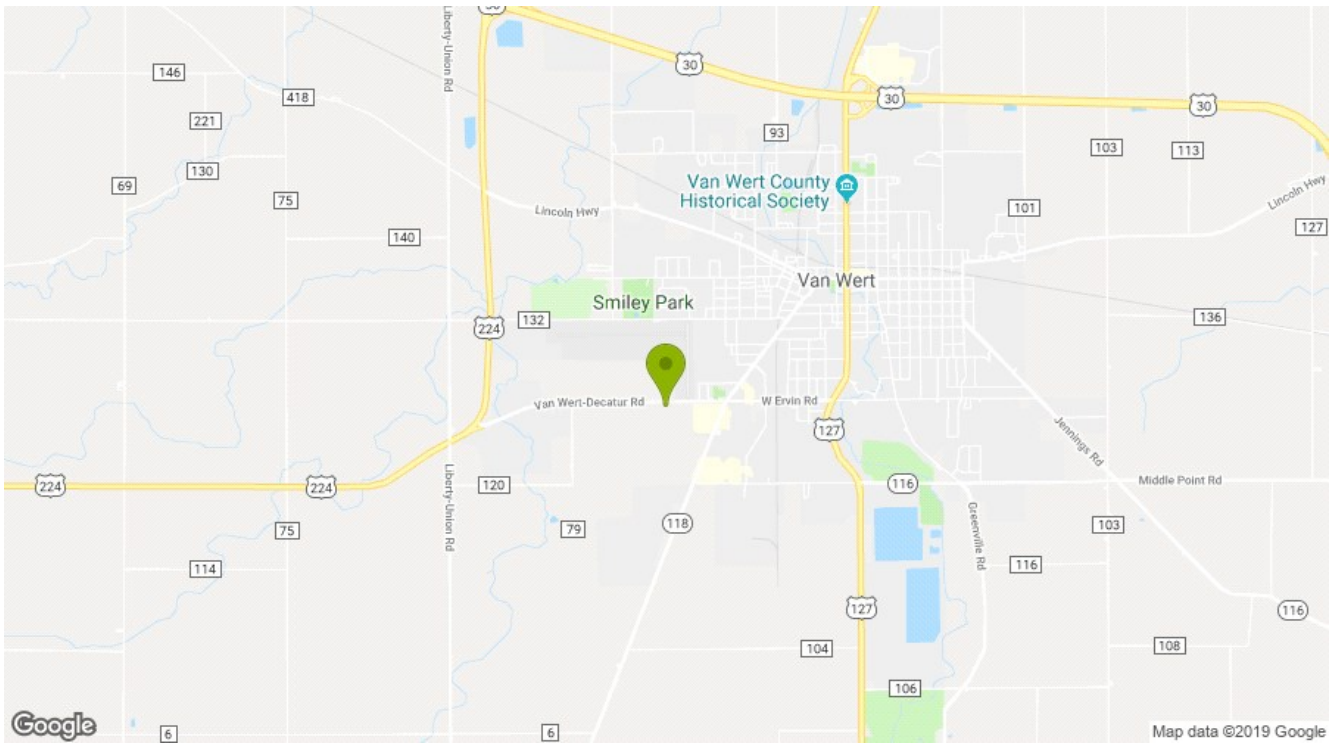 30
30
30
30
146
418
Liberty-Union Rd
221
93
103
113
130
69
75
Van Wert County
Historical Society
Lincoln Hwy
101
127
Lincoln Hwy
140
Van Wert
Smiley Park
132
224
136
Van Wert-Decatur Rd
W Ervin Rd
127
Jennings Rd
224
224
Liberty-Union Rd
120
116
Middle Point Rd
118
79
75
Greenville Rd
103
114
116
127
116
104
108
106
6
6
Google
Map data ©2019 Google